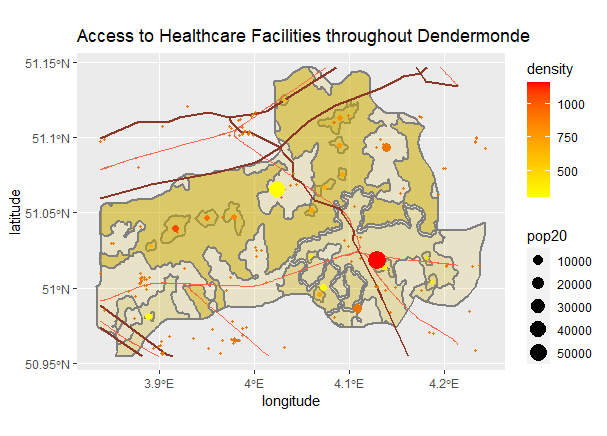 Access to Healthcare Facilities throughout Dendermonde
51.15°N
51.1°N
51.05°N
51°N
50.95°N
latitude
3.9°E
4°E
4.1°E
4.2°E
longitude
density
1000
750
500
pop20
10000
20000
30000
40000
50000